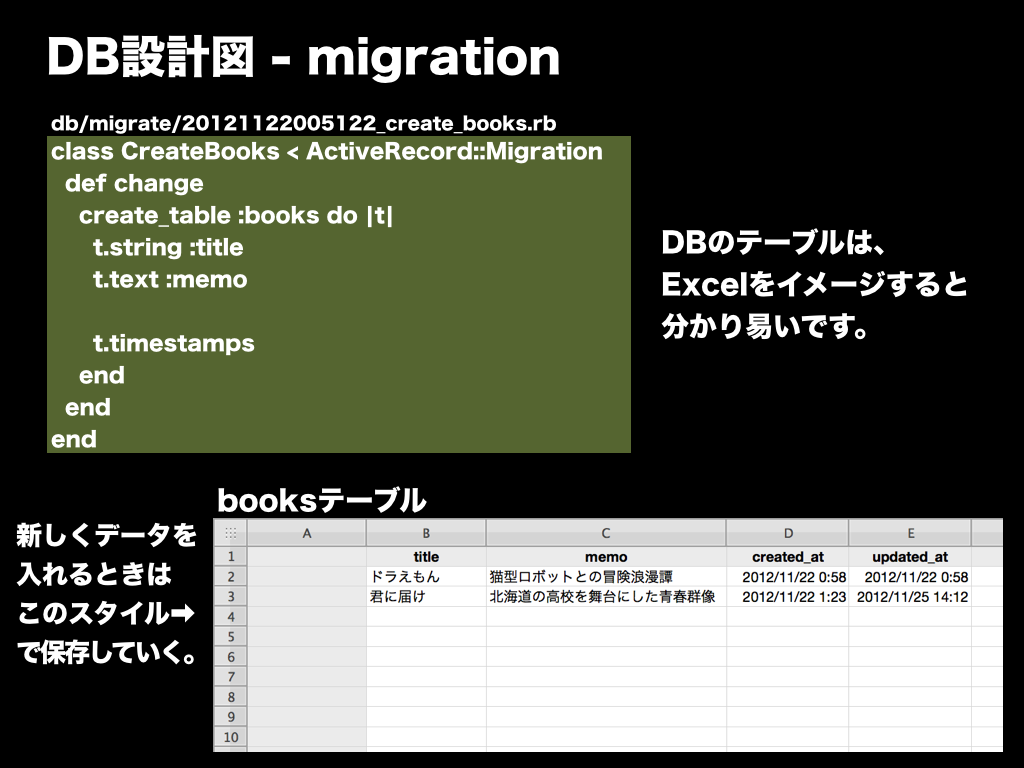 DB設計図 - migration
db/migrate/20121122005122_create_books.rb
class CreateBooks < ActiveRecord::Migration
def change
create_table :books do |t|
t.string :title
t.text :memo
t.timestamps
end
end
end
DBのテーブルは、
Excelをイメージすると
分かり易いです。
booksテーブル
新しくデータを
入れるときは
このスタイル➡
で保存していく。
A B C D E
1 title memo created_at updated_at
2 ドラえもん 猫型ロボットとの冒険浪漫譚 2012/11/22 0:58 2012/11/22 0:58
3 君に届け 北海道の高校を舞台にした青春群像 2012/11/22 1:23 2012/11/25 14:12
4
5
6
7
8
9
10